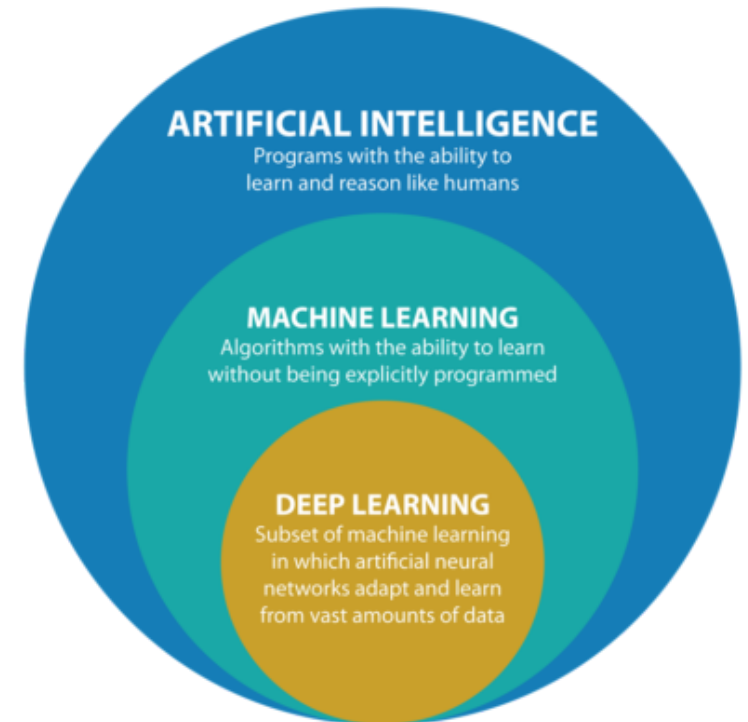 ARTIFICIAL INTELLIGENCE
Programs with the ability to
learn and reason like humans
MACHINE LEARNING
Algorithms with the ability to learn
without being explicitly programmed
DEEP LEARNING
Subset of machine learning
in which artificial neural
networks adapt and learn
from vast amounts of data